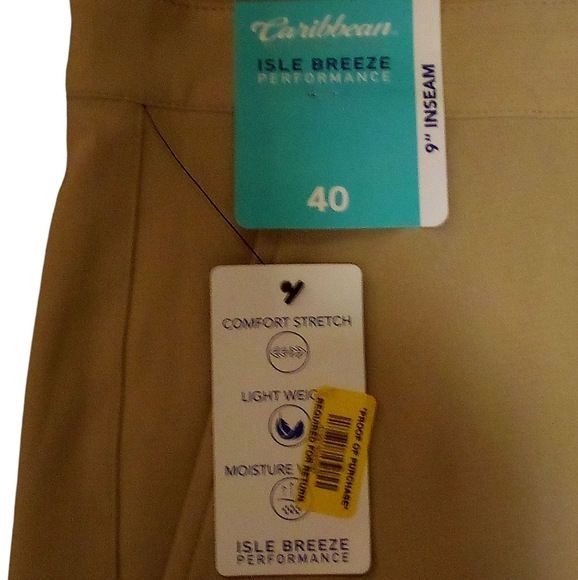 Caribbean
ISLE BREEZE
PERFORMANCE
9" INSEAM
40
COMFORT STRETCH
LIGHT
MOISTURE
*PROOF OF PURCHASE*
REQUIRED FOR RETURN
ISLE BREEZE
PERFORMANCE